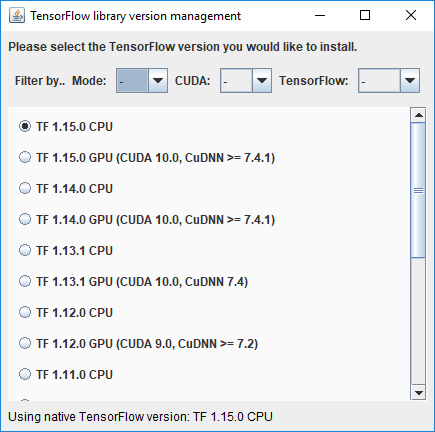 TensorFlow library version management
Please select the TensorFlow version you would like to install.
Filter by.. Mode: - CUDA: - TensorFlow: -
TF 1.15.0 CPU
TF 1.15.0 GPU (CUDA 10.0, CuDNN >= 7.4.1)
TF 1.14.0 CPU
TF 1.14.0 GPU (CUDA 10.0, CuDNN >= 7.4.1)
TF 1.13.1 CPU
TF 1.13.1 GPU (CUDA 10.0, CuDNN 7.4)
TF 1.12.0 CPU
TF 1.12.0 GPU (CUDA 9.0, CuDNN >= 7.2)
TF 1.11.0 CPU
Using native TensorFlow version: TF 1.15.0 CPU